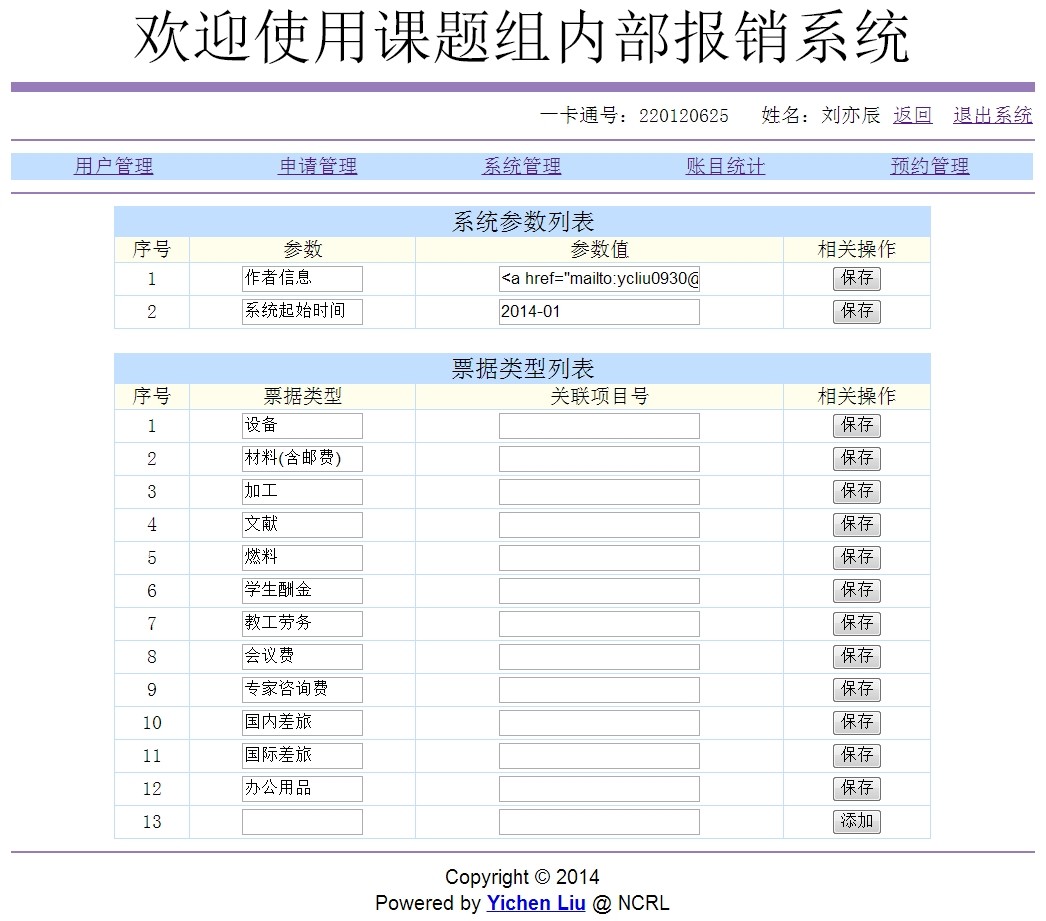 欢迎使用课题组内部报销系统
一卡通号：220120625 姓名：刘亦辰 返回 退出系统
用户管理 申请管理 系统管理 账目统计 预约管理
系统参数列表
序号 参数 参数值 相关操作
1 作者信息 <a href="mailto:ycliu0930@ 保存
2 系统起始时间 2014-01 保存
票据类型列表
序号 票据类型 关联项目号 相关操作
1 设备 保存
2 材料(含邮费) 保存
3 加工 保存
4 文献 保存
5 燃料 保存
6 学生酬金 保存
7 教工劳务 保存
8 会议费 保存
9 专家咨询费 保存
10 国内差旅 保存
11 国际差旅 保存
12 办公用品 保存
13 添加
Copyright © 2014
Powered by Yichen Liu @ NCRL